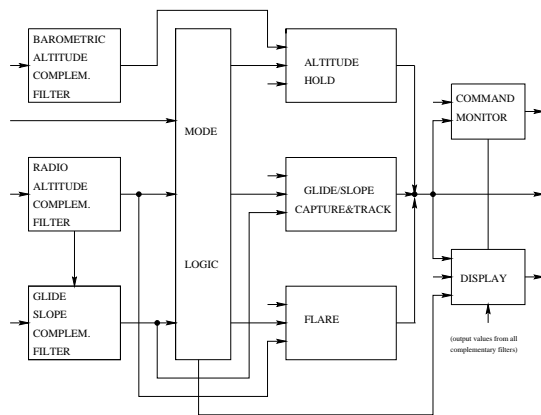 BAROMETRIC
ALTITUDE
COMPLEM.
FILTER
RADIO
ALTITUDE
COMPLEM.
FILTER
GLIDE
SLOPE
COMPLEM.
FILTER
MODE
LOGIC
ALTITUDE
HOLD
GLIDE/SLOPE
CAPTURE&TRACK
FLARE
COMMAND
MONITOR
DISPLAY
(output values from all
complementary filters)